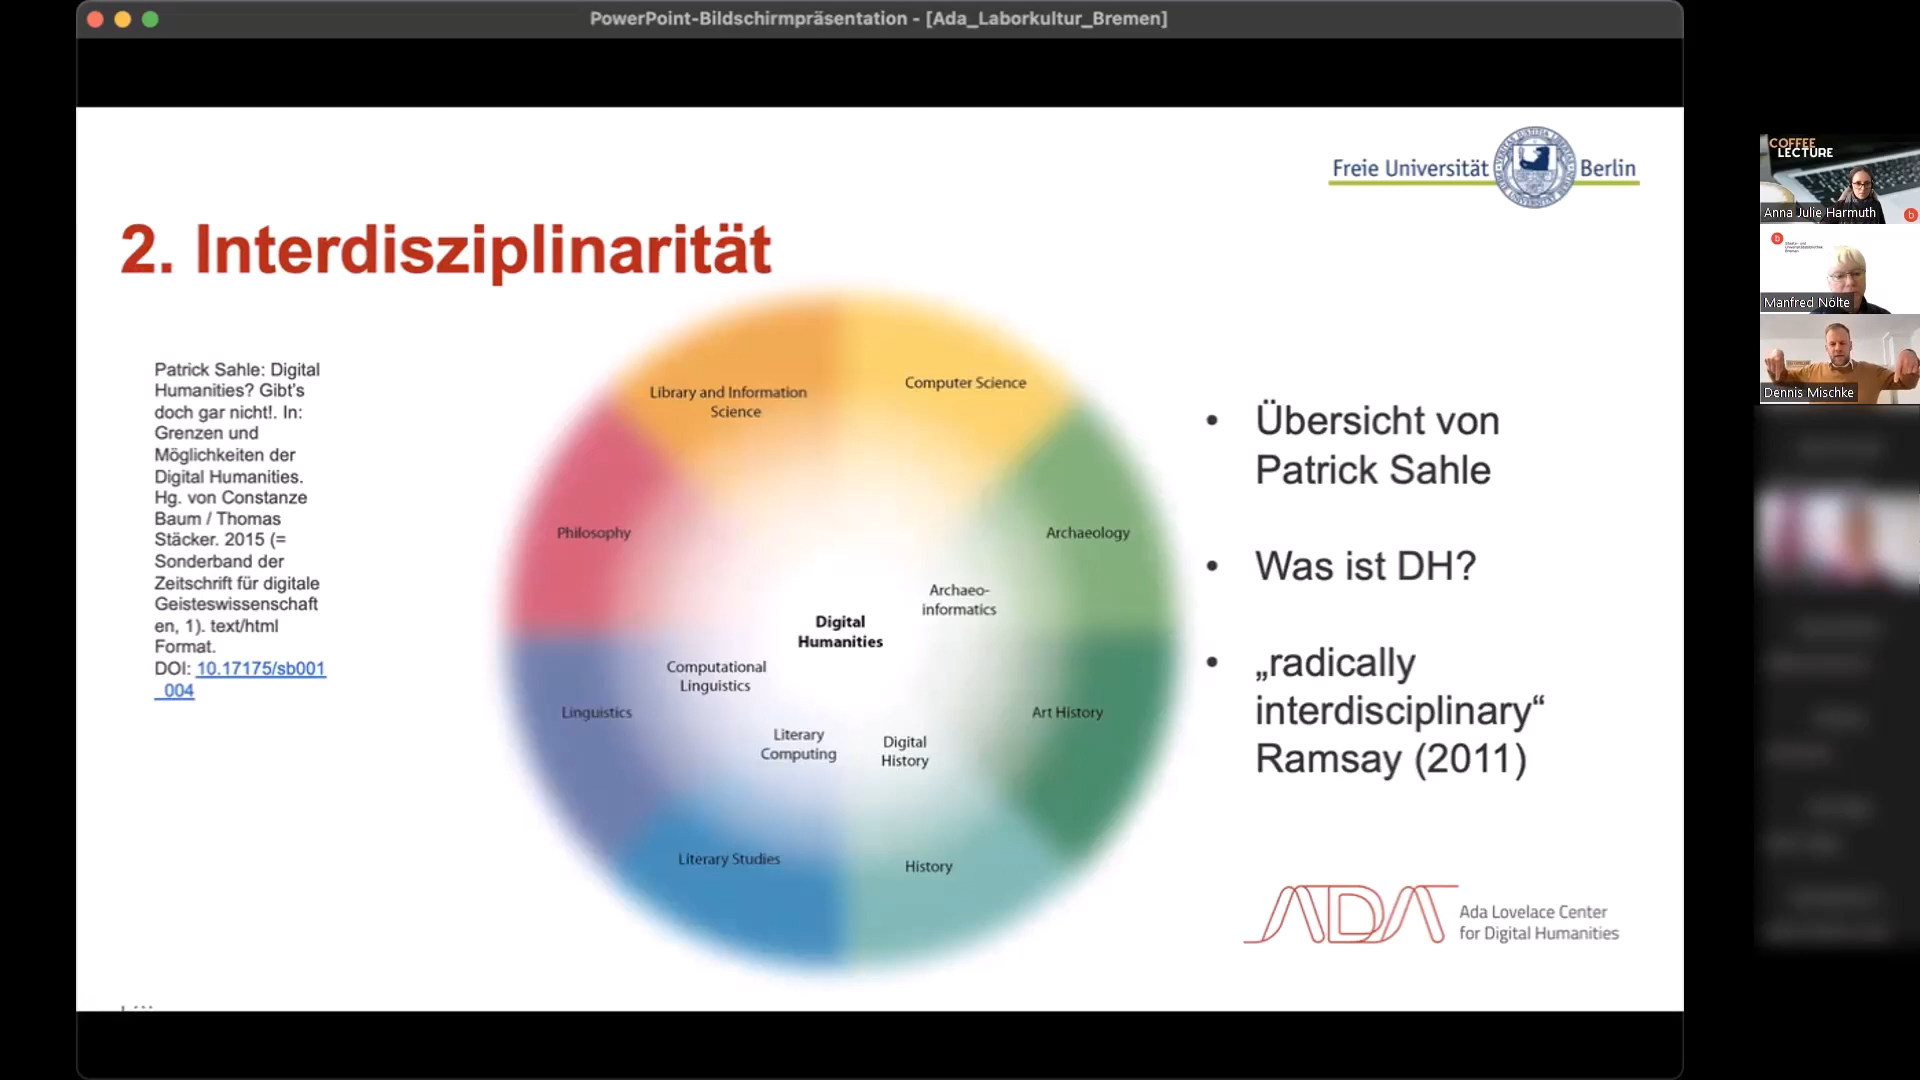 PowerPoint-Bildschirmpräsentation - [Ada_Laborkultur_Bremen]
Freie Universität Berlin
2. Interdisziplinarität
Patrick Sahle: Digital
Humanities? Gibt's
doch gar nicht!. In:
Grenzen und
Möglichkeiten der
Digital Humanities.
Hg. von Constanze
Baum / Thomas
Stäcker. 2015 (=
Sonderband der
Zeitschrift für digitale
Geisteswissenschaft
en, 1). text/html
Format.
DOI: 10.17175/sb001
_004
Library and Information
Science
Computer Science
Philosophy
Archaeology
Archaeo-
informatics
Digital
Humanities
Computational
Linguistics
Linguistics
Art History
Literary
Computing
Digital
History
Literary Studies
History
• Übersicht von
Patrick Sahle
• Was ist DH?
• „radically
interdisciplinary“
Ramsay (2011)
ADA
Ada Lovelace Center
for Digital Humanities
COFFEE
LECTURE
Anna Julie Harmuth
b
b
Manfred Nölte
Dennis Mischke